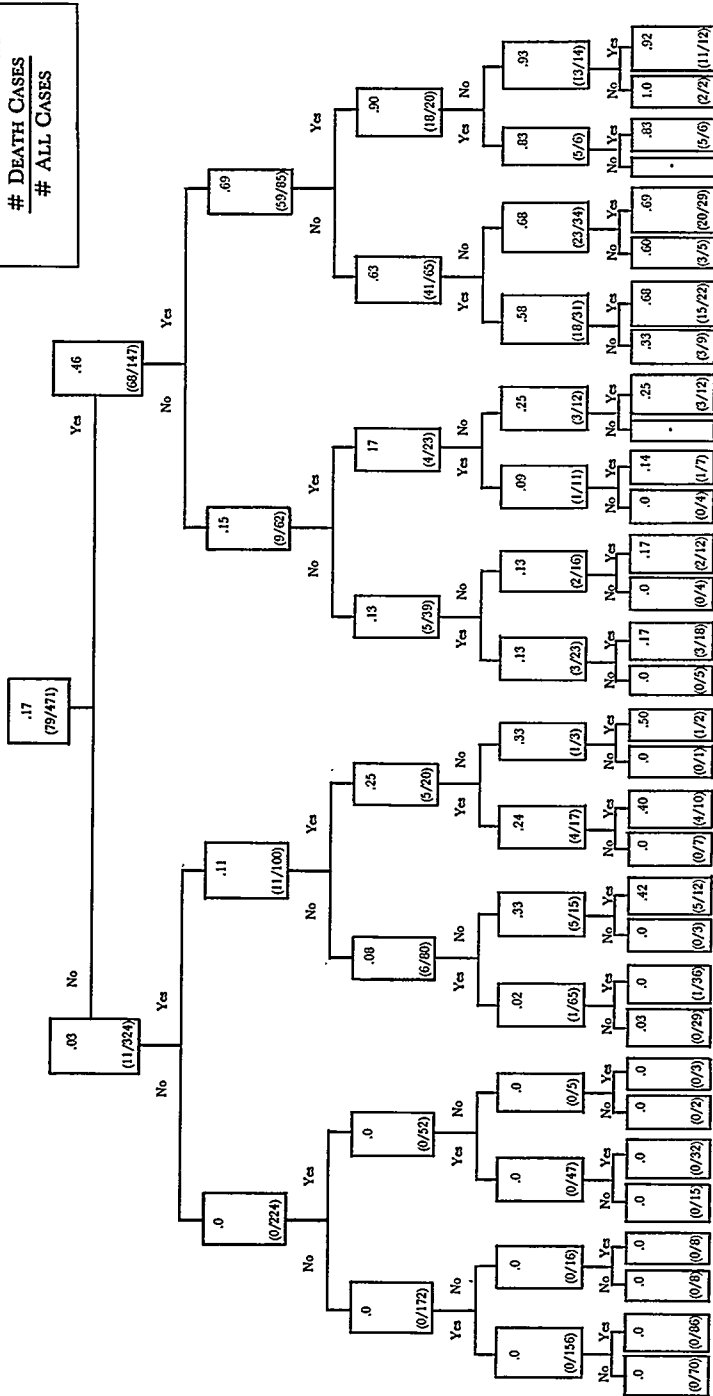 # DEATH CASES
# ALL CASES
.17
(79/471)
No
Yes
.03
(11/324)
.46
(68/147)
No
Yes
No
Yes
.0
(0/224)
.11
(11/100)
.15
(9/62)
.69
(59/85)
No
Yes
No
Yes
No
Yes
No
Yes
.0
(0/172)
.0
(0/52)
.08
(6/80)
.25
(5/20)
.13
(5/39)
17
(4/23)
.63
(41/65)
.90
(18/20)
Yes
No
Yes
No
Yes
No
Yes
No
Yes
No
Yes
No
Yes
No
Yes
No
.0
(0/156)
.0
(0/16)
.0
(0/47)
.0
(0/5)
.02
(1/65)
.33
(5/15)
.24
(4/17)
.33
(1/3)
.13
(3/23)
.13
(2/16)
.09
(1/11)
.25
(3/12)
.58
(18/31)
.68
(23/34)
.83
(5/6)
.93
(13/14)
No
Yes
No
Yes
No
Yes
No
Yes
No
Yes
No
Yes
No
Yes
No
Yes
No
Yes
No
Yes
No
Yes
No
Yes
No
Yes
No
Yes
No
Yes
No
Yes
.0
(0/70)
.0
(0/86)
.0
(0/8)
.0
(0/8)
.0
(0/15)
.0
(0/32)
.0
(0/2)
.0
(0/3)
.03
(0/29)
.0
(1/36)
.0
(0/3)
.42
(5/12)
.0
(0/7)
.40
(4/10)
.0
(0/1)
.50
(1/2)
.0
(0/5)
.17
(3/18)
.0
(0/4)
.17
(2/12)
.0
(0/4)
.14
(1/7)
.
.25
(3/12)
.33
(3/9)
.68
(15/22)
.60
(3/5)
.69
(20/29)
.
.83
(5/6)
1.0
(2/2)
.92
(11/12)